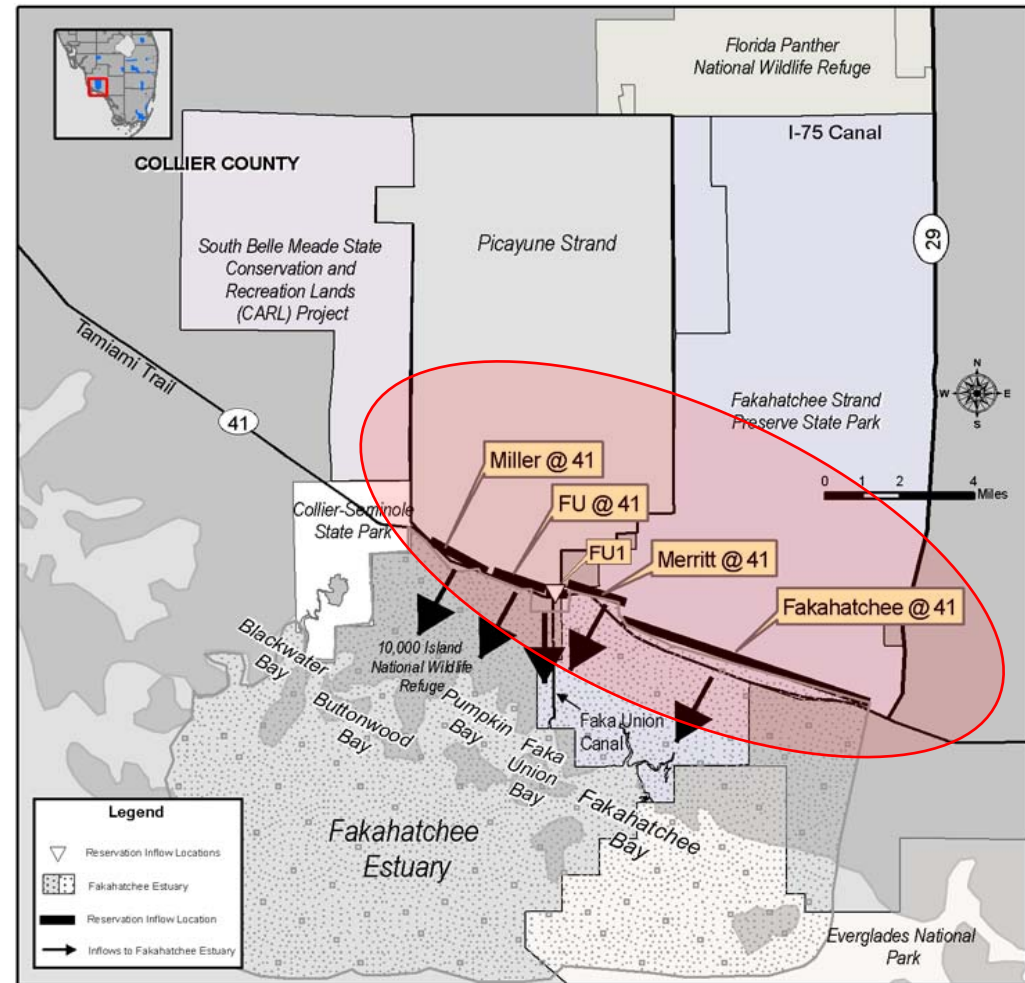 Florida Panther
National Wildlife Refuge
COLLIER COUNTY
I-75 Canal
29
South Belle Meade State
Conservation and
Recreation Lands
(CARL) Project
Picayune Strand
Tamiami Trail
41
Fakahatchee Strand
Preserve State Park
N
W
E
S
0 1 2 4
Miles
Miller @ 41
FU @ 41
FU1
Merritt @ 41
Fakahatchee @ 41
Collier-Seminole
State Park
10,000 Island
National Wildlife
Refuge
Blackwater
Bay
Buttonwood
Bay
Pumpkin
Bay
Faka
Union
Bay
Faka Union
Canal
Fakahatchee
Bay
Fakahatchee
Estuary
Everglades National
Park
Legend
Reservation Inflow Locations
Fakahatchee Estuary
Reservation Inflow Location
Inflows to Fakahatchee Estuary